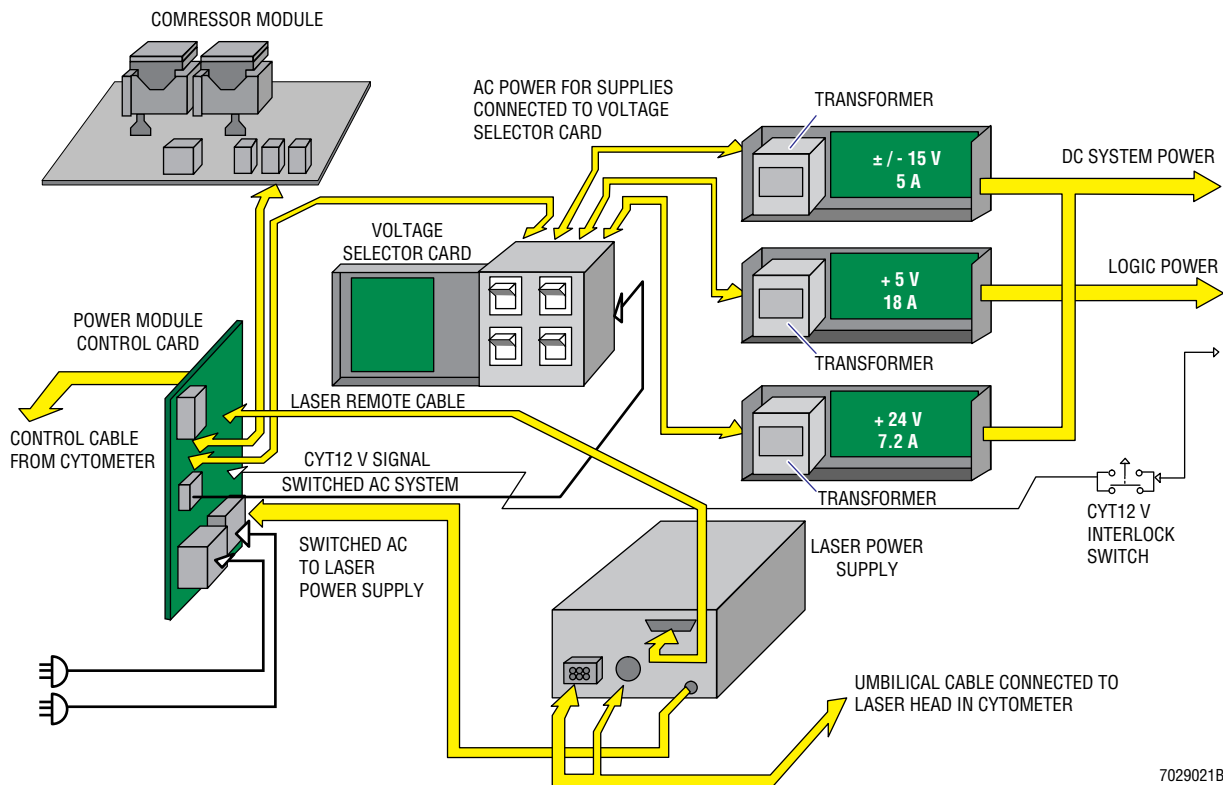 COMRESSOR MODULE
AC POWER FOR SUPPLIES
CONNECTED TO VOLTAGE
SELECTOR CARD
TRANSFORMER
± / - 15 V
5 A
DC SYSTEM POWER
VOLTAGE
SELECTOR CARD
+ 5 V
18 A
LOGIC POWER
TRANSFORMER
POWER MODULE
CONTROL CARD
LASER REMOTE CABLE
+ 24 V
7.2 A
CONTROL CABLE
FROM CYTOMETER
CYT12 V SIGNAL
SWITCHED AC SYSTEM
TRANSFORMER
CYT12 V
INTERLOCK
SWITCH
SWITCHED AC
TO LASER
POWER SUPPLY
LASER POWER
SUPPLY
UMBILICAL CABLE CONNECTED TO
LASER HEAD IN CYTOMETER
7029021B